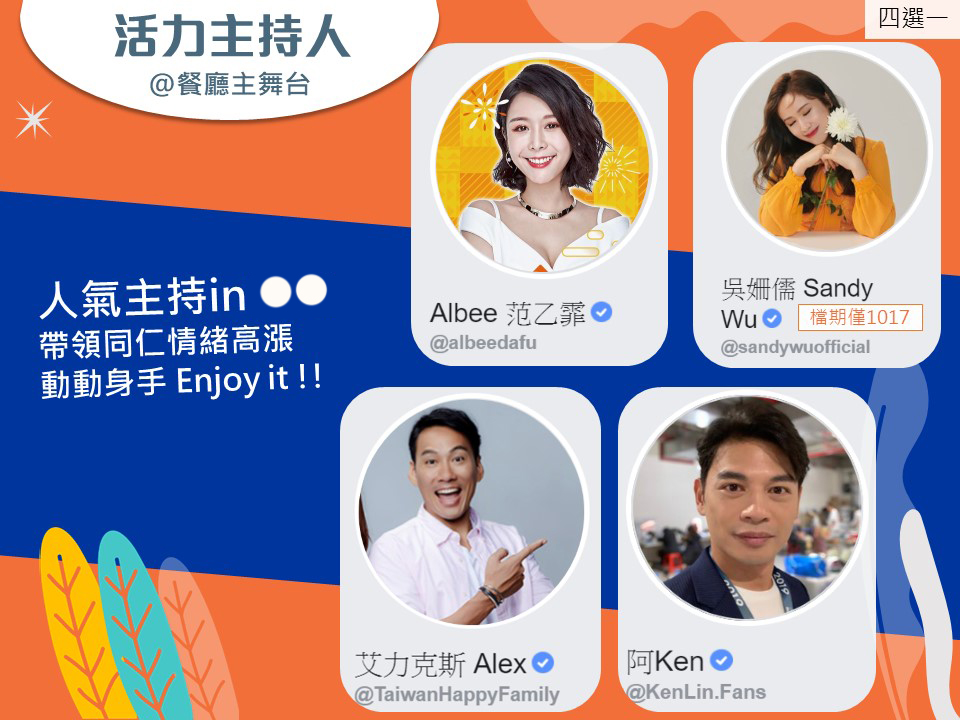 四選一
活力主持人
@餐廳主舞台
人氣主持in
帶領同仁情緒高漲
動動身手 Enjoy it !!
Albee 范乙霏
@albeedafu
吳姍儒 Sandy
Wu 檔期僅1017
@sandywuofficial
艾力克斯 Alex
@TaiwanHappyFamily
阿Ken
@KenLin.Fans
2019
2019